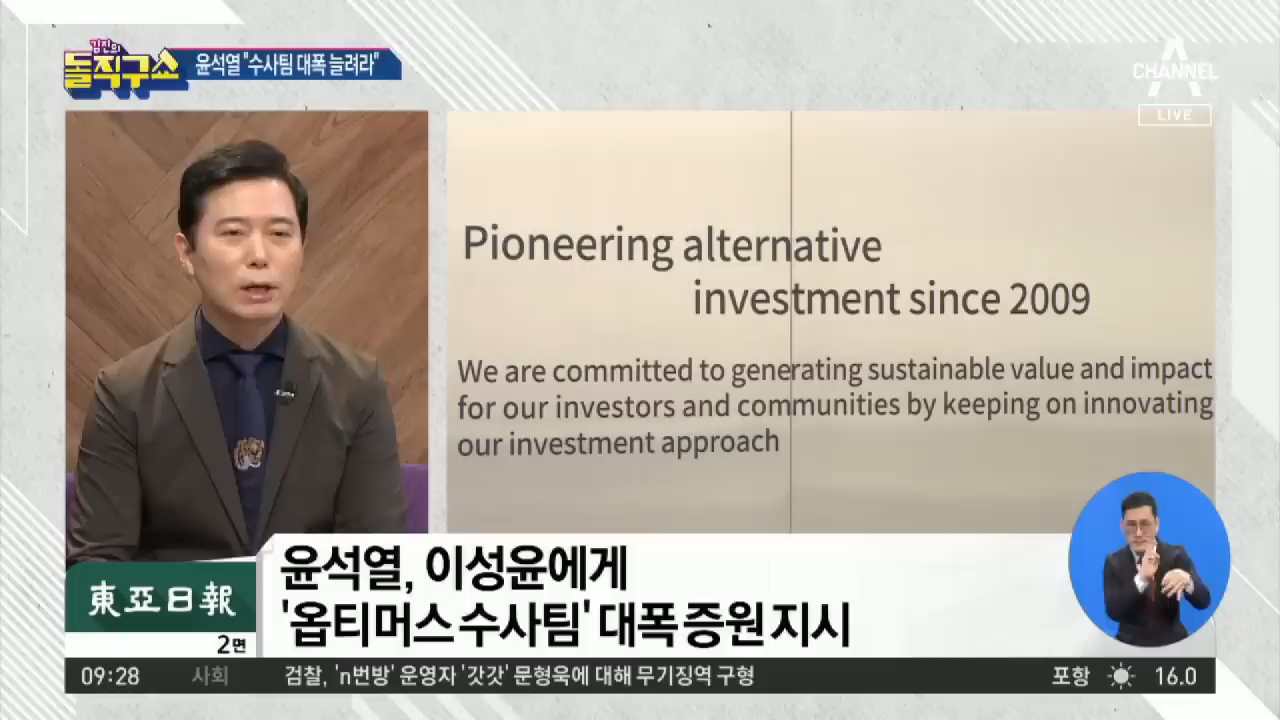 김진의
돌직구쇼
윤석열 "수사팀 대폭 늘려라"
CHANNEL A
LIVE
Pioneering alternative
investment since 2009
We are committed to generating sustainable value and impact
for our investors and communities by keeping on innovating
our investment approach
윤석열, 이성윤에게
'옵티머스 수사팀' 대폭 증원 지시
東亞日報
2면
09:28 사회 검찰, 'n번방' 운영자 '갓갓' 문형욱에 대해 무기징역 구형 포항 16.0